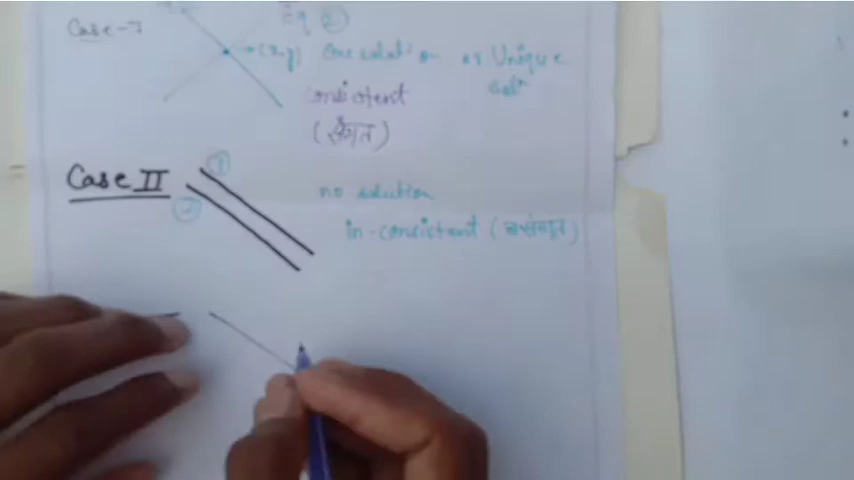 Case-I
Eq ②
(x,y) One solution or Unique
solⁿ
consistent
(संगत)
Case II ①
②
no solution
in-consistent (असंगत)